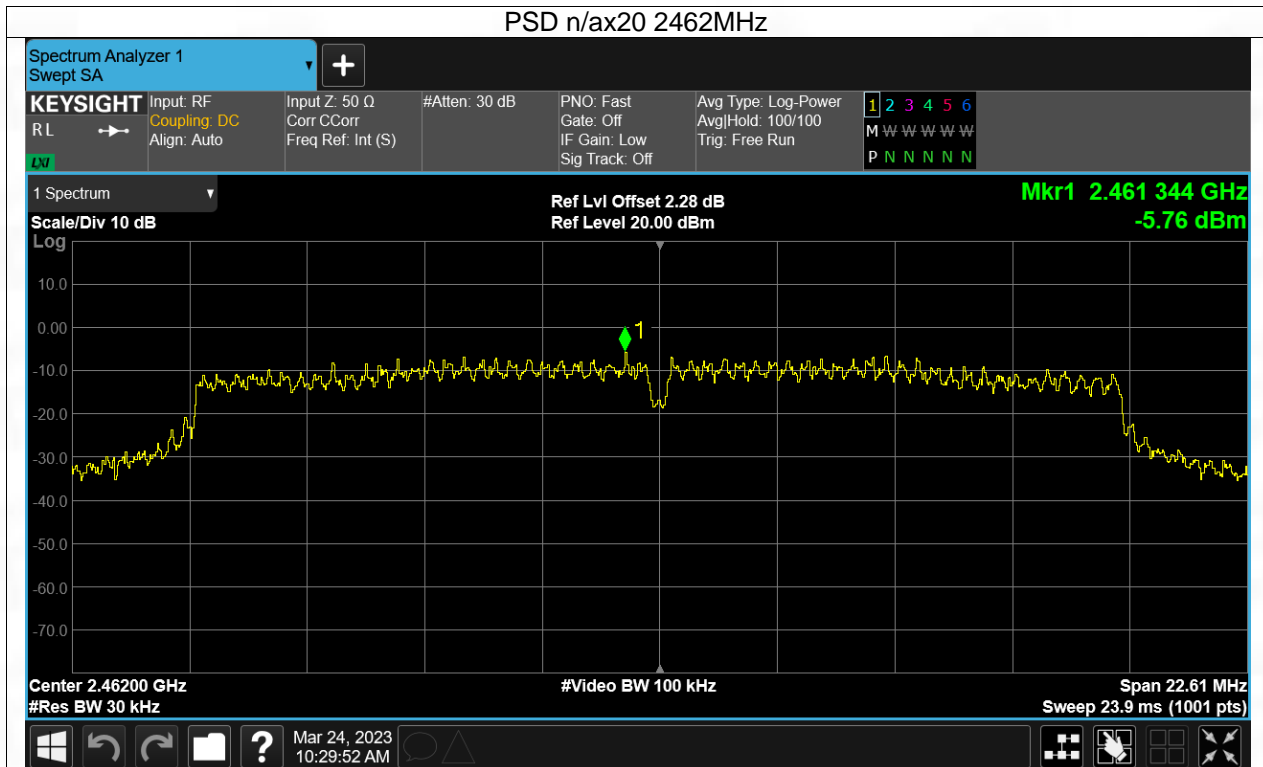 PSD n/ax20 2462MHz
Spectrum Analyzer 1
Swept SA
+
KEYSIGHT
RL
LXI
Input: RF
Coupling: DC
Align: Auto
Input Z: 50 Ω
Corr CCorr
Freq Ref: Int (S)
#Atten: 30 dB
PNO: Fast
Gate: Off
IF Gain: Low
Sig Track: Off
Avg Type: Log-Power
Avg|Hold: 100/100
Trig: Free Run
1 2 3 4 5 6
M W W W W W
P N N N N N
1 Spectrum
Scale/Div 10 dB
Log
Ref Lvl Offset 2.28 dB
Ref Level 20.00 dBm
Mkr1 2.461 344 GHz
-5.76 dBm
10.0
0.00
1
-10.0
-20.0
-30.0
-40.0
-50.0
-60.0
-70.0
Center 2.46200 GHz
#Video BW 100 kHz
Span 22.61 MHz
#Res BW 30 kHz
Sweep 23.9 ms (1001 pts)
?
Mar 24, 2023
10:29:52 AM